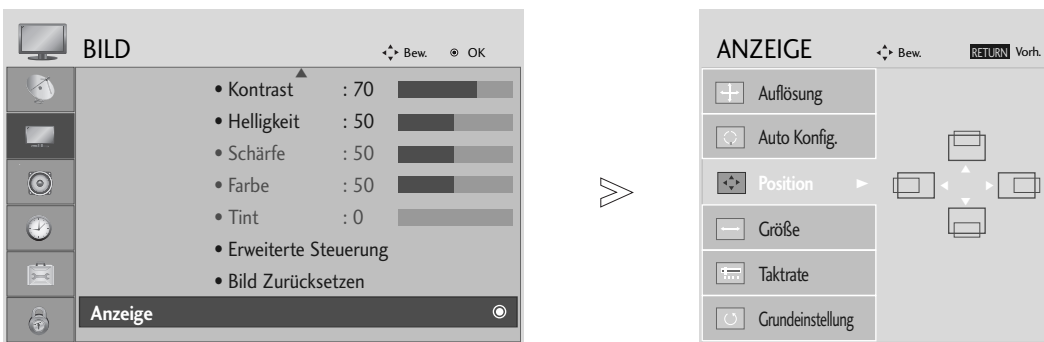 BILD
Bew. OK
• Kontrast : 70
• Helligkeit : 50
• Schärfe : 50
• Farbe : 50
• Tint : 0
• Erweiterte Steuerung
• Bild Zurücksetzen
Anzeige
ANZEIGE
Bew. RETURN Vorh.
Auflösung
Auto Konfig.
Position
Größe
Taktrate
Grundeinstellung